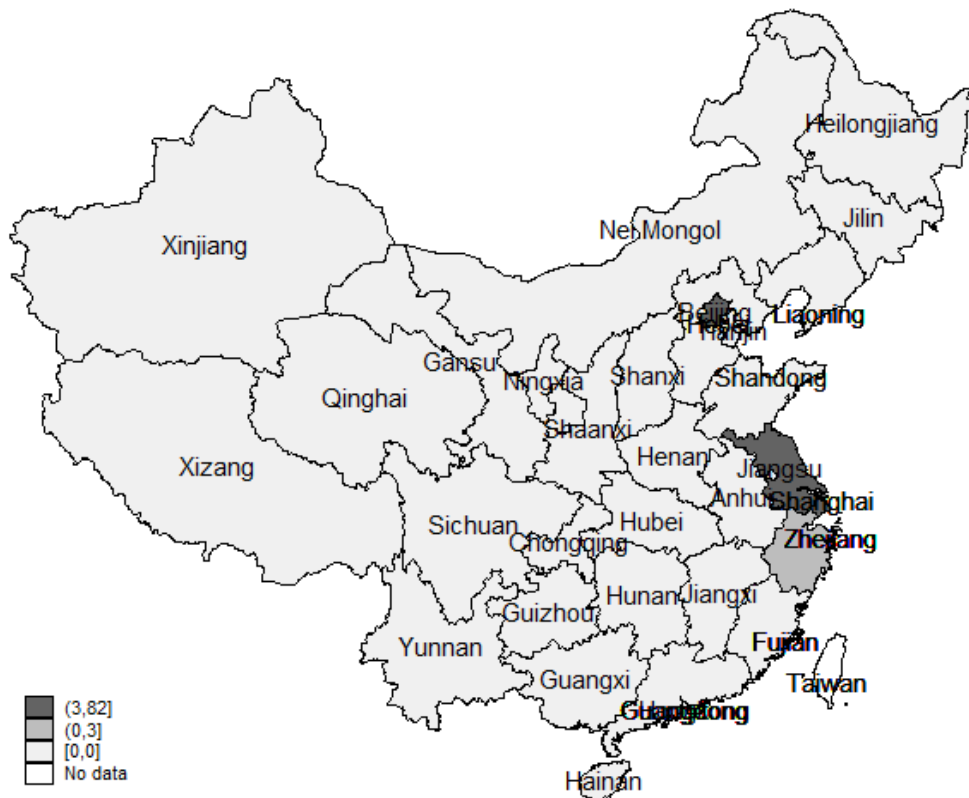 Heilongjiang
Jilin
Nei Mongol
Xinjiang
Beijing
Liaoning
Gansu
Ningxia
Shanxi
Shandong
Qinghai
Shaanxi
Henan
Xizang
Jiangsu
Anhui
Shanghai
Sichuan
Hubei
Zhejiang
Chongqing
Hunan
Jiangxi
Guizhou
Yunnan
Fujian
Guangxi
Taiwan
(3,82]
(0,3]
[0,0]
No data
Hainan